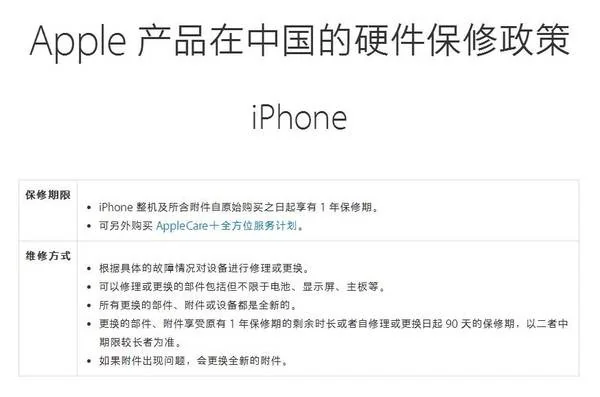 Apple 产品在中国的硬件保修政策
iPhone
保修期限
• iPhone 整机及所含附件自原始购买之日起享有 1 年保修期。
• 可另外购买 AppleCare+全方位服务计划。
维修方式
• 根据具体的故障情况对设备进行修理或更换。
• 可以修理或更换的部件包括但不限于电池、显示屏、主板等。
• 所有更换的部件、附件或设备都是全新的。
• 更换的部件、附件享受原有 1 年保修期的剩余时长或者自修理或更换日起 90 天的保修期，以二者中
期限较长者为准。
• 如果附件出现问题，会更换全新的附件。